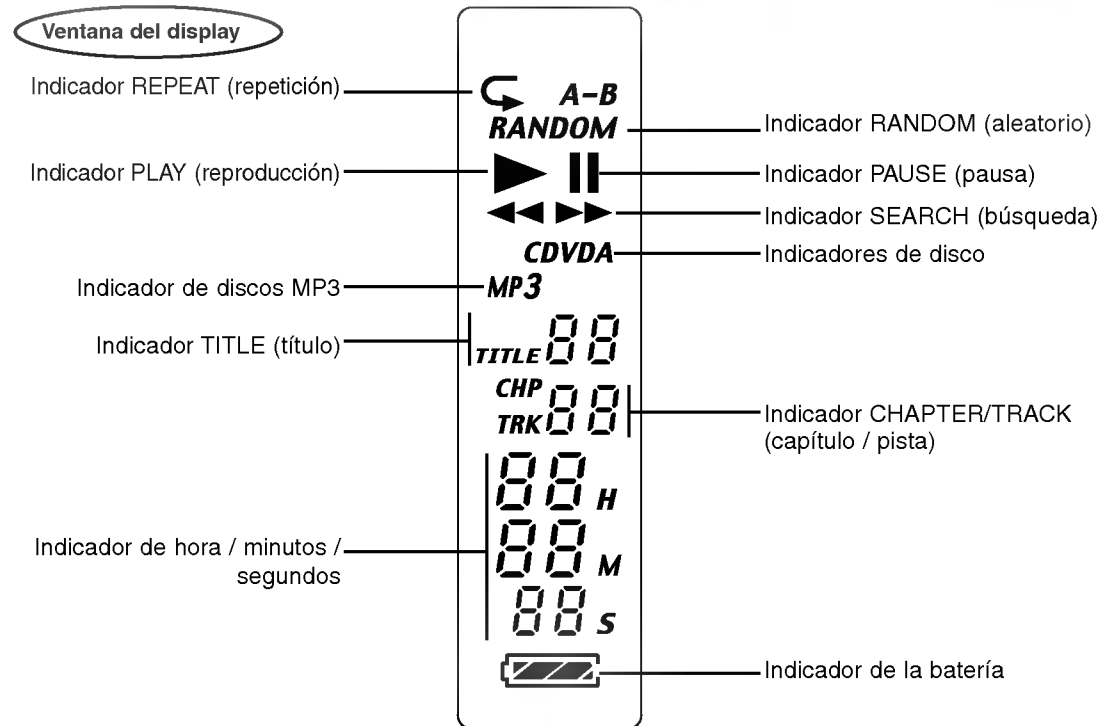 Ventana del display
Indicador REPEAT (repetición)
A-B
RANDOM
Indicador RANDOM (aleatorio)
Indicador PLAY (reproducción)
Indicador PAUSE (pausa)
Indicador SEARCH (búsqueda)
CDVDA
Indicadores de disco
Indicador de discos MP3
MP3
Indicador TITLE (título)
TITLE 88
CHP
TRK 88
Indicador CHAPTER/TRACK
(capítulo / pista)
88 H
Indicador de hora / minutos /
segundos
88 M
88 S
Indicador de la batería